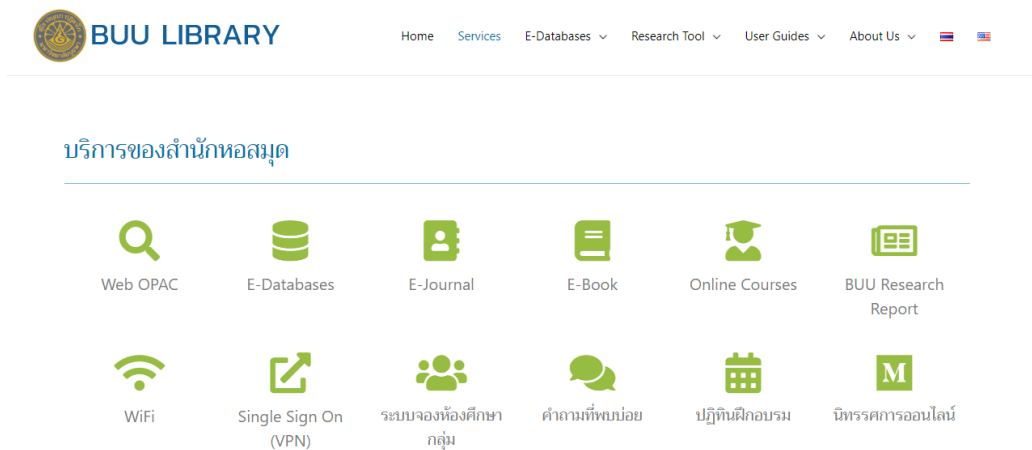 BUU LIBRARY
Home Services E-Databases Research Tool User Guides About Us
บริการของสำนักหอสมุด
Web OPAC E-Databases E-Journal E-Book Online Courses BUU Research Report
WiFi Single Sign On (VPN) ระบบจองห้องศึกษากลุ่ม คำถามที่พบบ่อย ปฏิทินฝึกอบรม M นิทรรศการออนไลน์